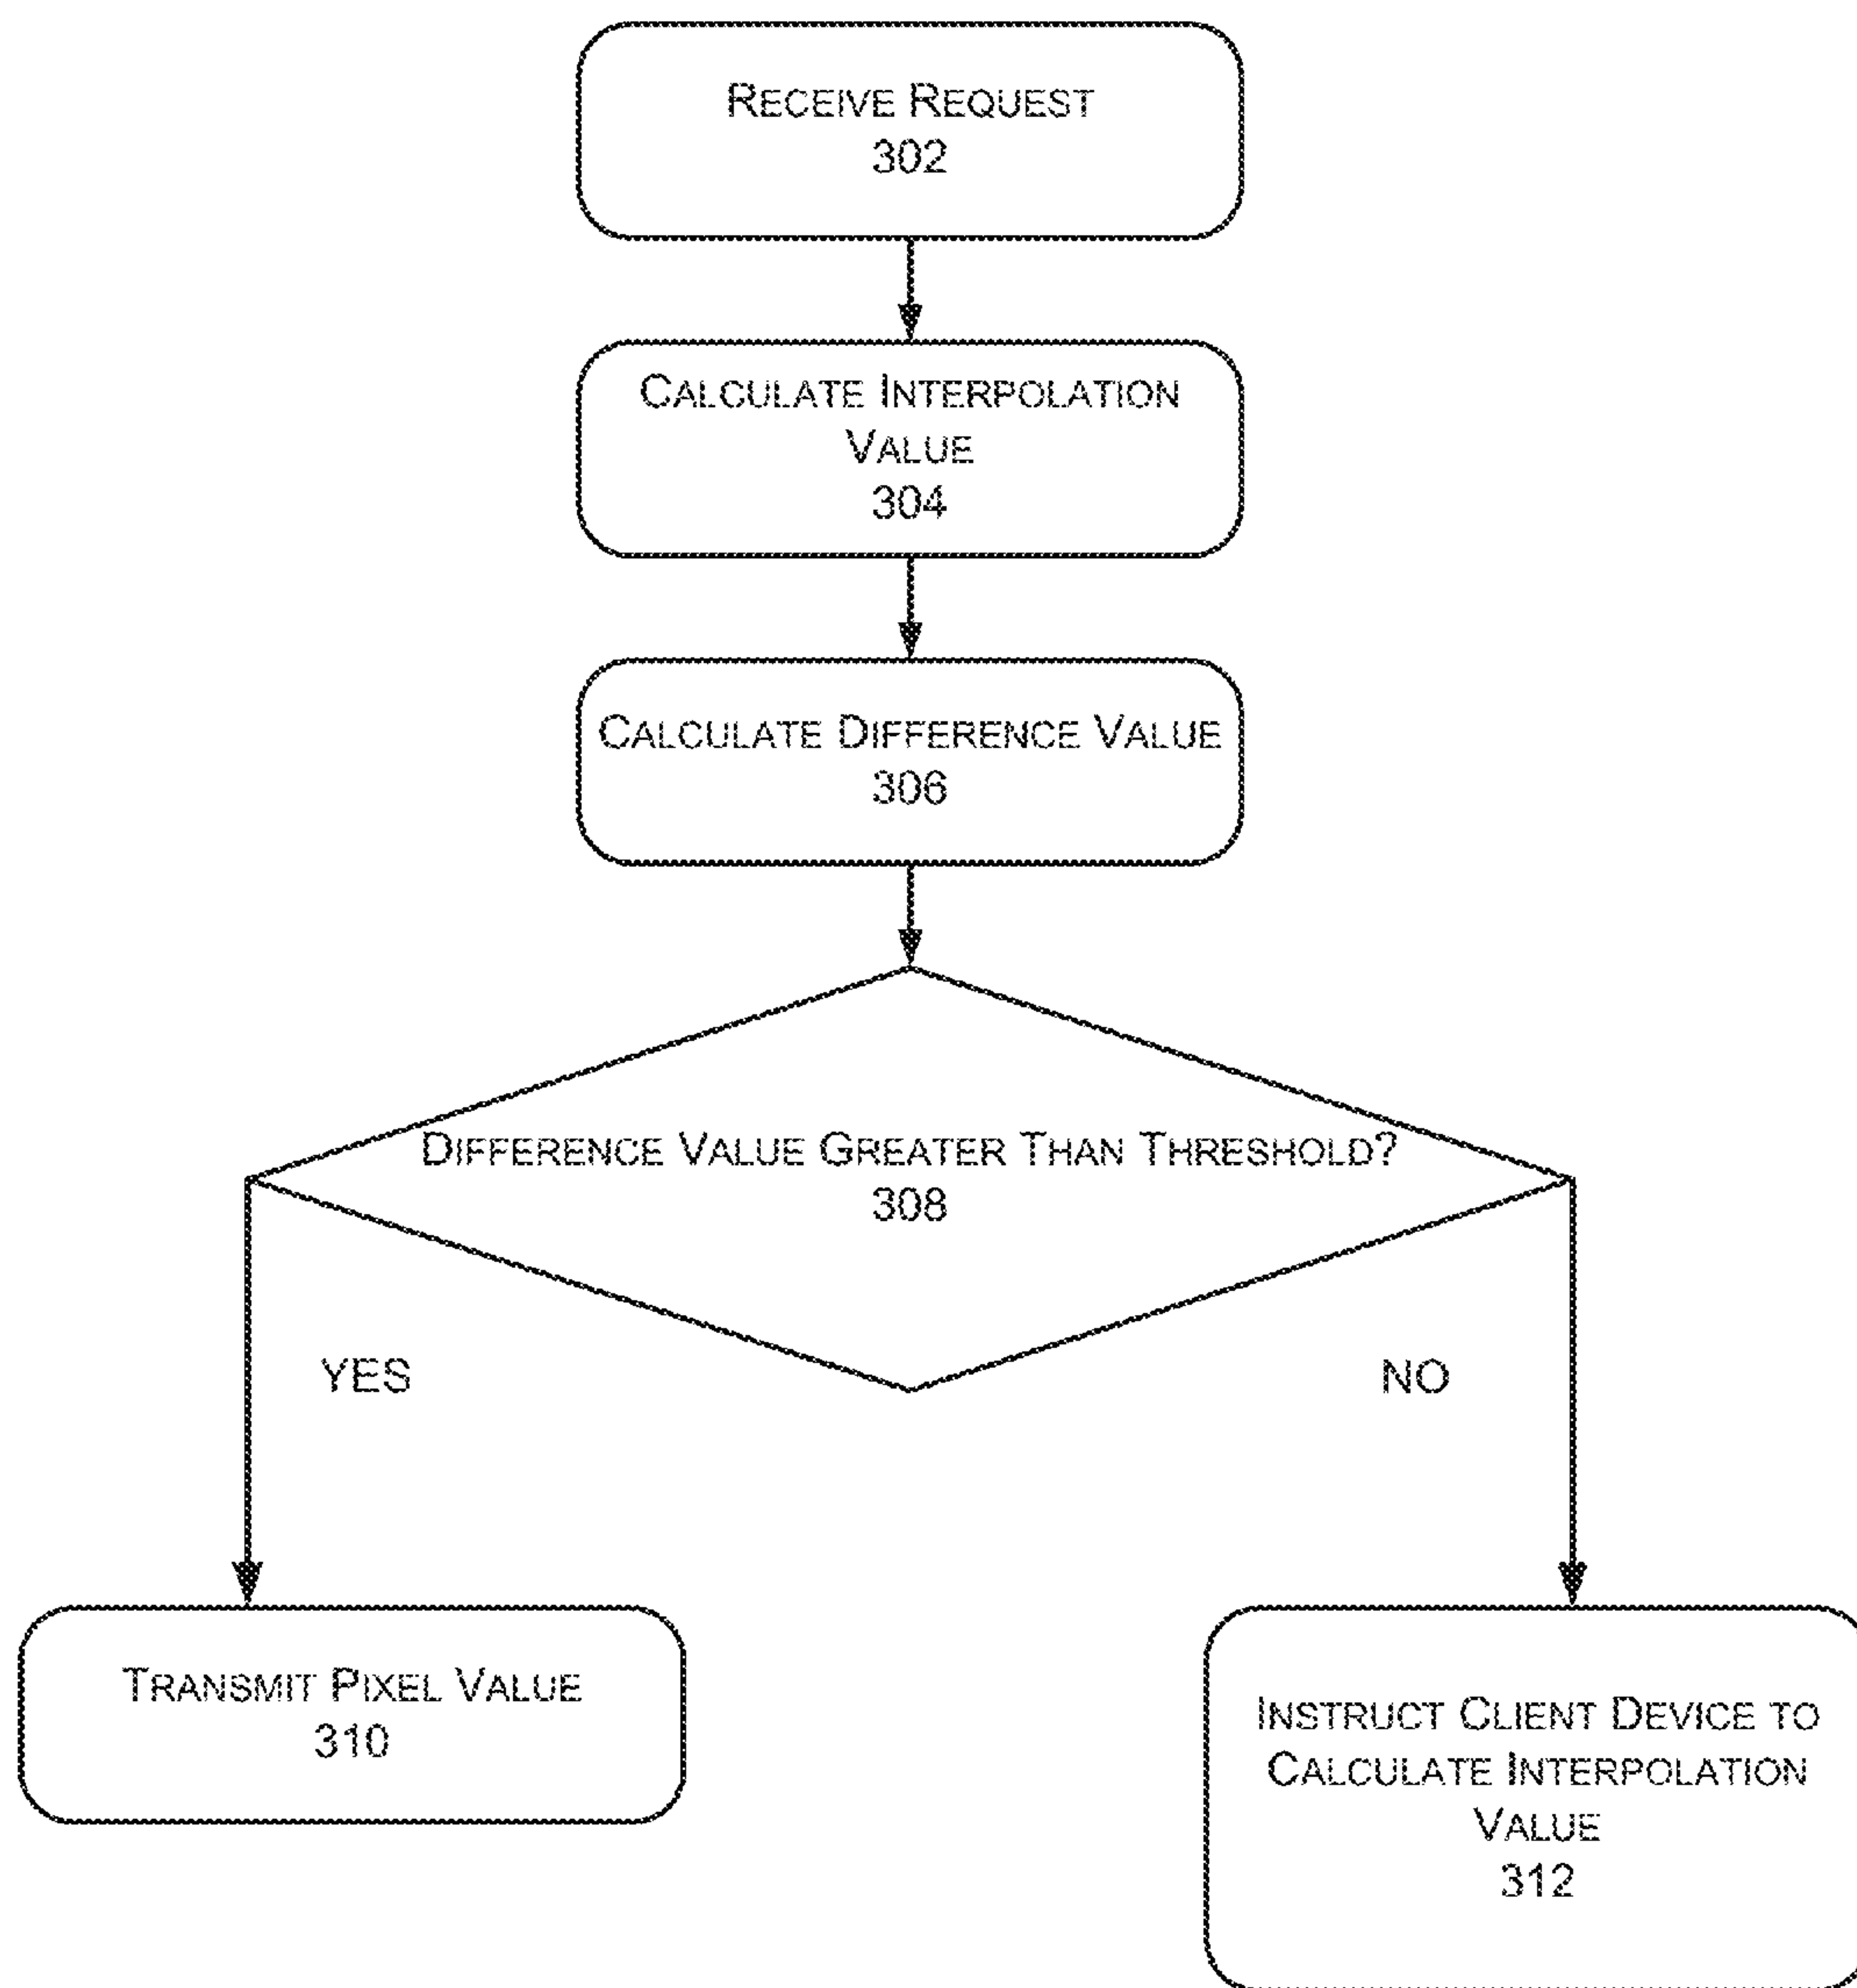 RECEIVE REQUEST
302
CALCULATE INTERPOLATION
VALUE
304
CALCULATE DIFFERENCE VALUE
306
DIFFERENCE VALUE GREATER THAN THRESHOLD?
308
YES
NO
TRANSMIT PIXEL VALUE
310
INSTRUCT CLIENT DEVICE TO
CALCULATE INTERPOLATION
VALUE
312